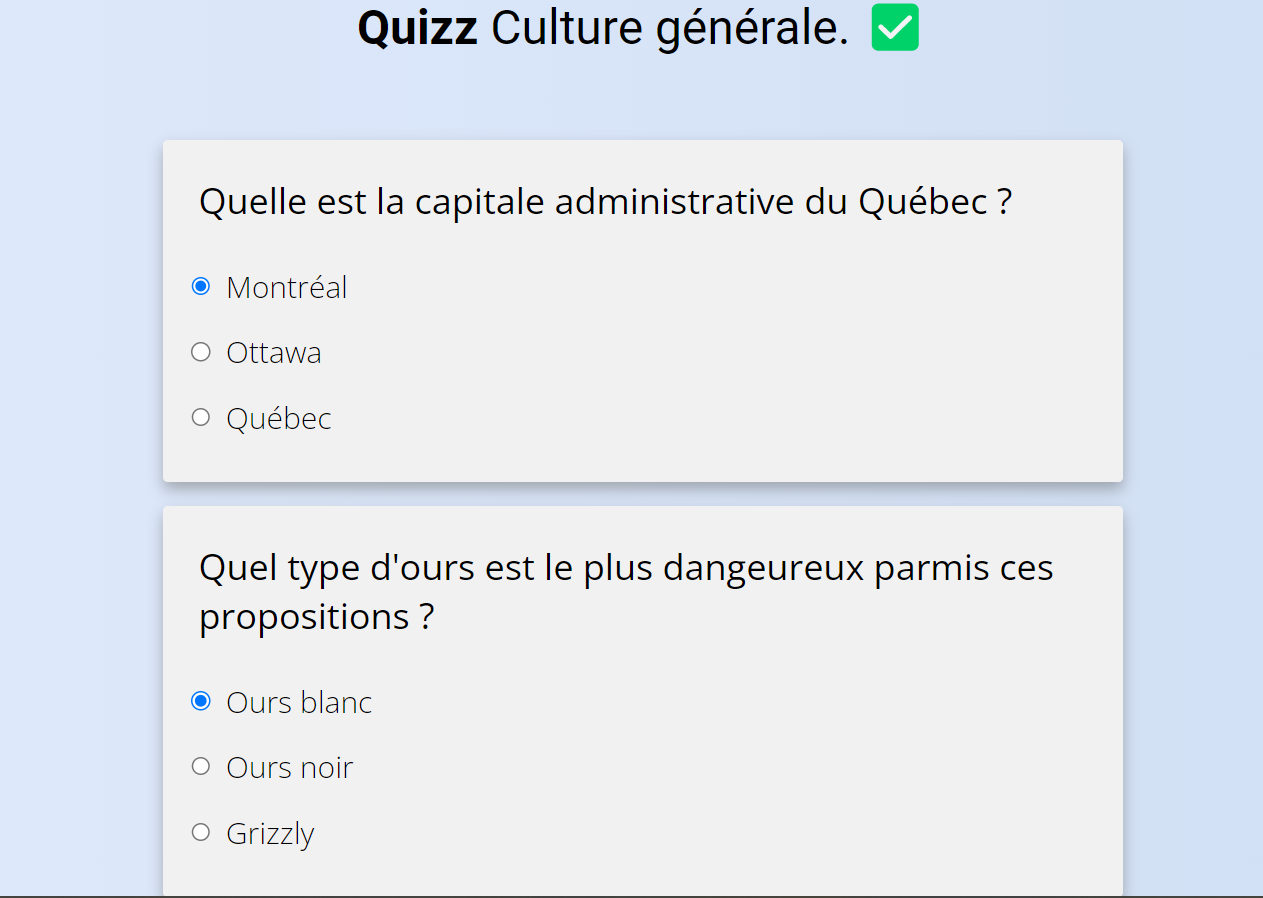 Quizz Culture générale. ✅
Quelle est la capitale administrative du Québec ?
Montréal
Ottawa
Québec
Quel type d'ours est le plus dangeureux parmis ces
propositions ?
Ours blanc
Ours noir
Grizzly